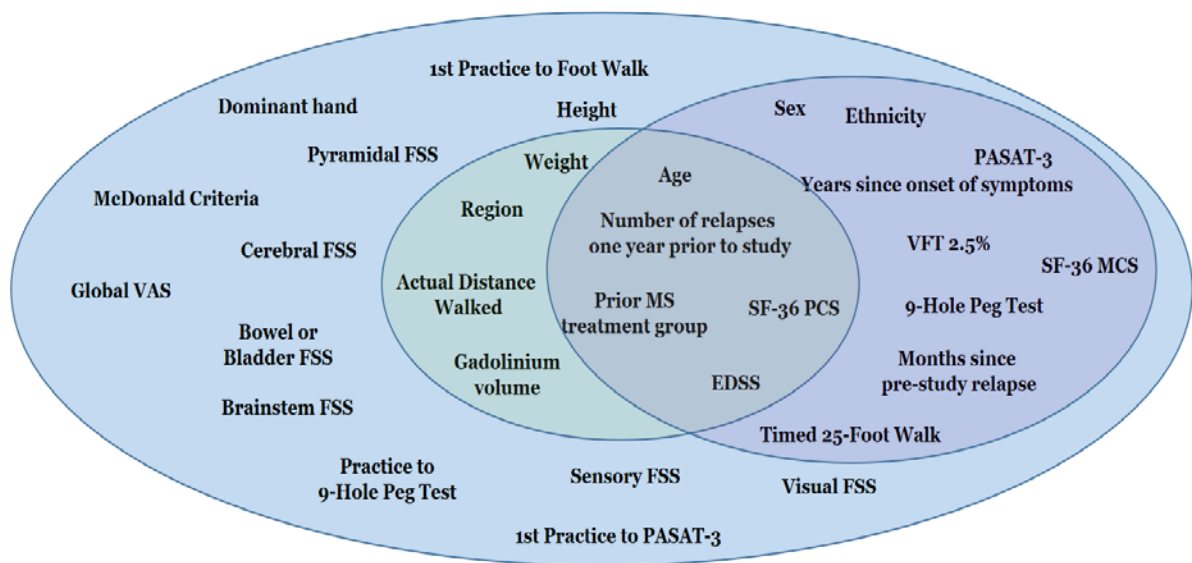 1st Practice to Foot Walk
Dominant hand
Height
Sex
Ethnicity
Pyramidal FSS
Weight
Age
PASAT-3
Years since onset of symptoms
McDonald Criteria
Region
Number of relapses
one year prior to study
Cerebral FSS
VFT 2.5%
SF-36 MCS
Global VAS
Actual Distance
Walked
Prior MS
treatment group
SF-36 PCS
9-Hole Peg Test
Bowel or
Bladder FSS
Gadolinium
volume
EDSS
Months since
pre-study relapse
Brainstem FSS
Timed 25-Foot Walk
Practice to
9-Hole Peg Test
Sensory FSS
Visual FSS
1st Practice to PASAT-3